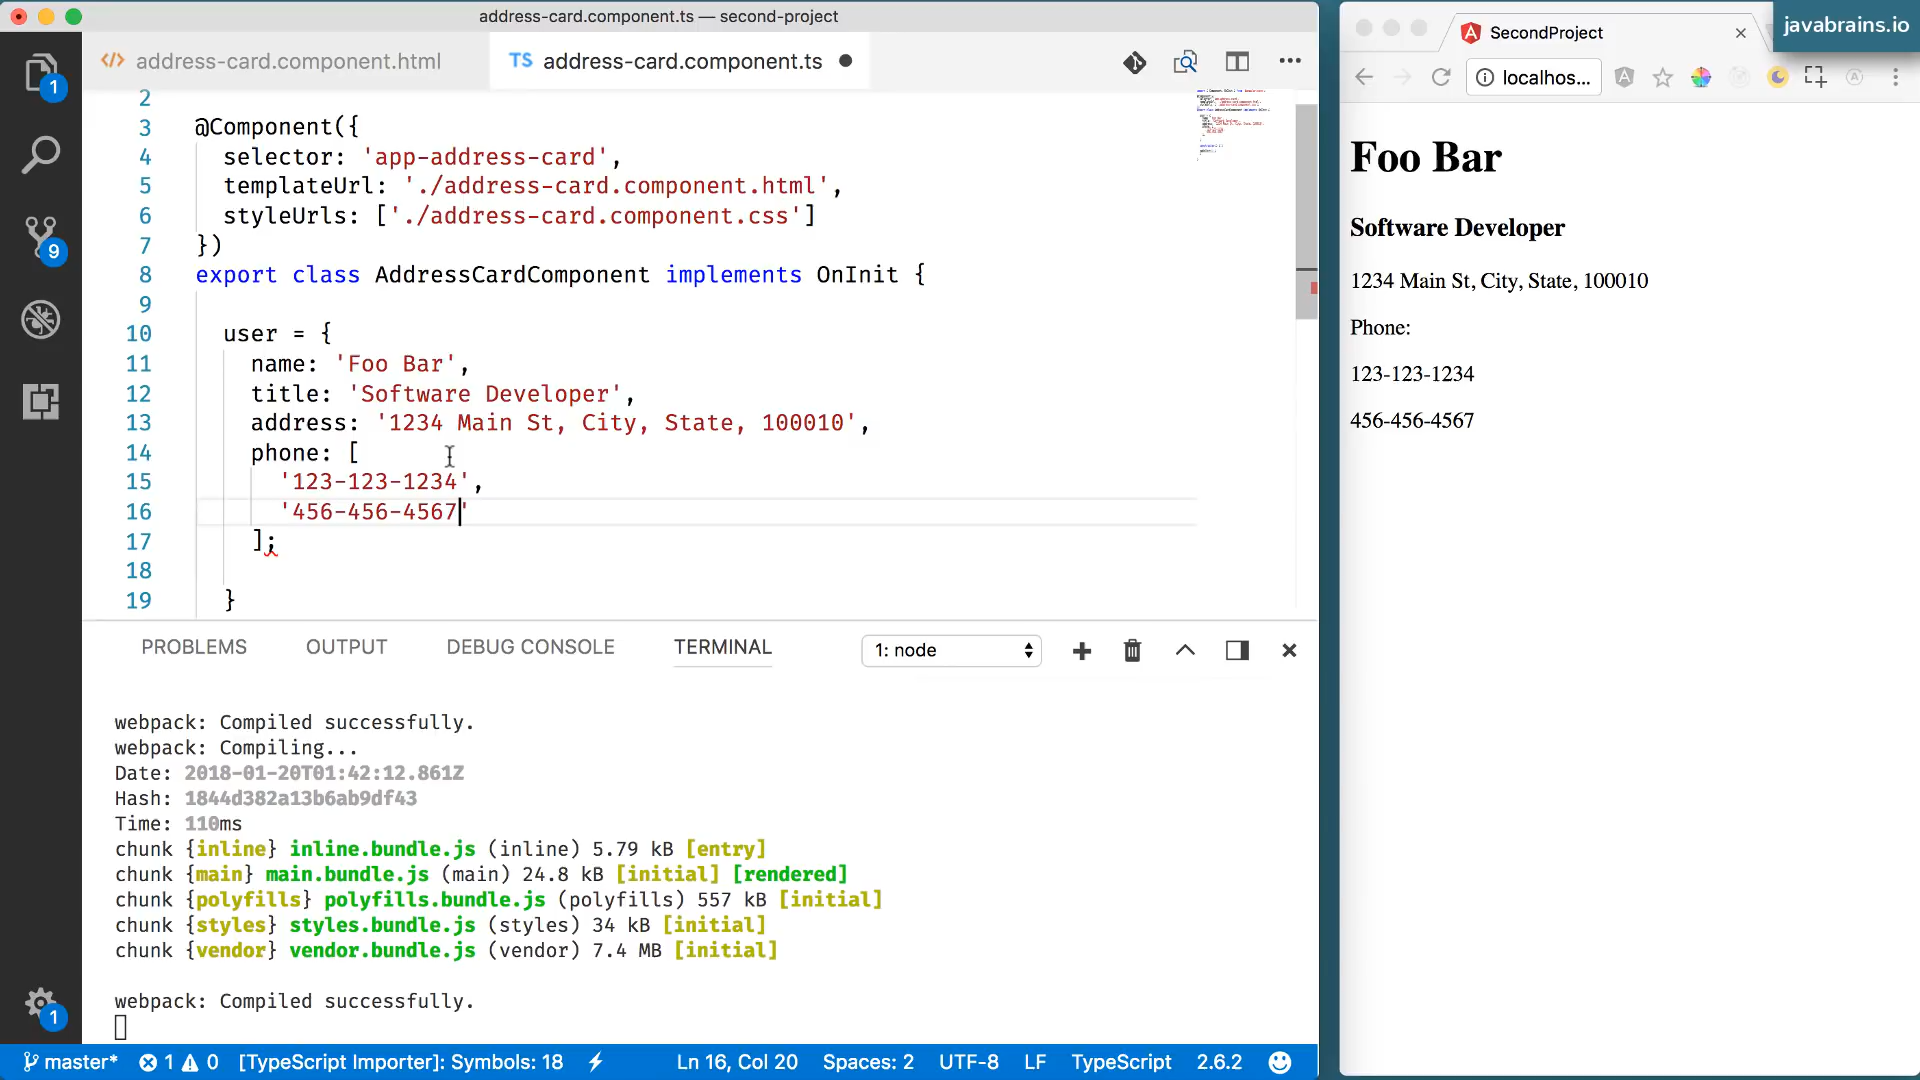 address-card.component.ts — second-project
address-card.component.html
TS address-card.component.ts
2
3 @Component({
4 selector: 'app-address-card',
5 templateUrl: './address-card.component.html',
6 styleUrls: ['./address-card.component.css']
7 })
8 export class AddressCardComponent implements OnInit {
9
10 user = {
11 name: 'Foo Bar',
12 title: 'Software Developer',
13 address: '1234 Main St, City, State, 100010',
14 phone: [
15 '123-123-1234',
16 '456-456-4567'
17 ];
18
19 }
1
9
1
PROBLEMS OUTPUT DEBUG CONSOLE TERMINAL 1: node
webpack: Compiled successfully.
webpack: Compiling...
Date: 2018-01-20T01:42:12.861Z
Hash: 1844d382a13b6ab9df43
Time: 110ms
chunk {inline} inline.bundle.js (inline) 5.79 kB [entry]
chunk {main} main.bundle.js (main) 24.8 kB [initial] [rendered]
chunk {polyfills} polyfills.bundle.js (polyfills) 557 kB [initial]
chunk {styles} styles.bundle.js (styles) 34 kB [initial]
chunk {vendor} vendor.bundle.js (vendor) 7.4 MB [initial]
webpack: Compiled successfully.
master* 1 0 [TypeScript Importer]: Symbols: 18 Ln 16, Col 20 Spaces: 2 UTF-8 LF TypeScript 2.6.2
SecondProject
javabrains.io
localhos...
Foo Bar
Software Developer
1234 Main St, City, State, 100010
Phone:
123-123-1234
456-456-4567